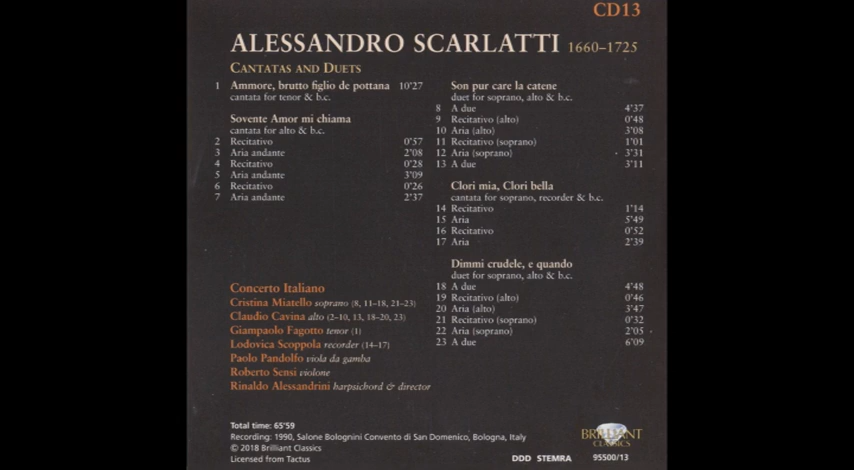 CD13
ALESSANDRO SCARLATTI 1660–1725
CANTATAS AND DUETS
1 Ammore, brutto figlio de pottana 10'27
cantata for tenor & b.c.
Sovente Amor mi chiama
cantata for alto & b.c.
2 Recitativo 0'57
3 Aria andante 2'08
4 Recitativo 0'28
5 Aria andante 3'09
6 Recitativo 0'26
7 Aria andante 2'37
Son pur care la catene
duet for soprano, alto & b.c.
8 A due 4'37
9 Recitativo (alto) 0'48
10 Aria (alto) 3'08
11 Recitativo (soprano) 1'01
12 Aria (soprano) 3'31
13 A due 3'11
Clori mia, Clori bella
cantata for soprano, recorder & b.c.
14 Recitativo 1'14
15 Aria 5'49
16 Recitativo 0'52
17 Aria 2'39
Dimmi crudele, e quando
duet for soprano, alto & b.c.
18 A due 4'48
19 Recitativo (alto) 0'46
20 Aria (alto) 3'47
21 Recitativo (soprano) 0'32
22 Aria (soprano) 2'05
23 A due 6'09
Concerto Italiano
Cristina Miatello soprano (8, 11–18, 21–23)
Claudio Cavina alto (2–10, 13, 18–20, 23)
Giampaolo Fagotto tenor (1)
Lodovica Scoppola recorder (14–17)
Paolo Pandolfo viola da gamba
Roberto Sensi violone
Rinaldo Alessandrini harpsichord & director
Total time: 65'59
Recording: 1990, Salone Bolognini Convento di San Domenico, Bologna, Italy
℗ 2018 Brilliant Classics
Licensed from Tactus
DDD STEMRA
BRILLIANT
CLASSICS
95500/13